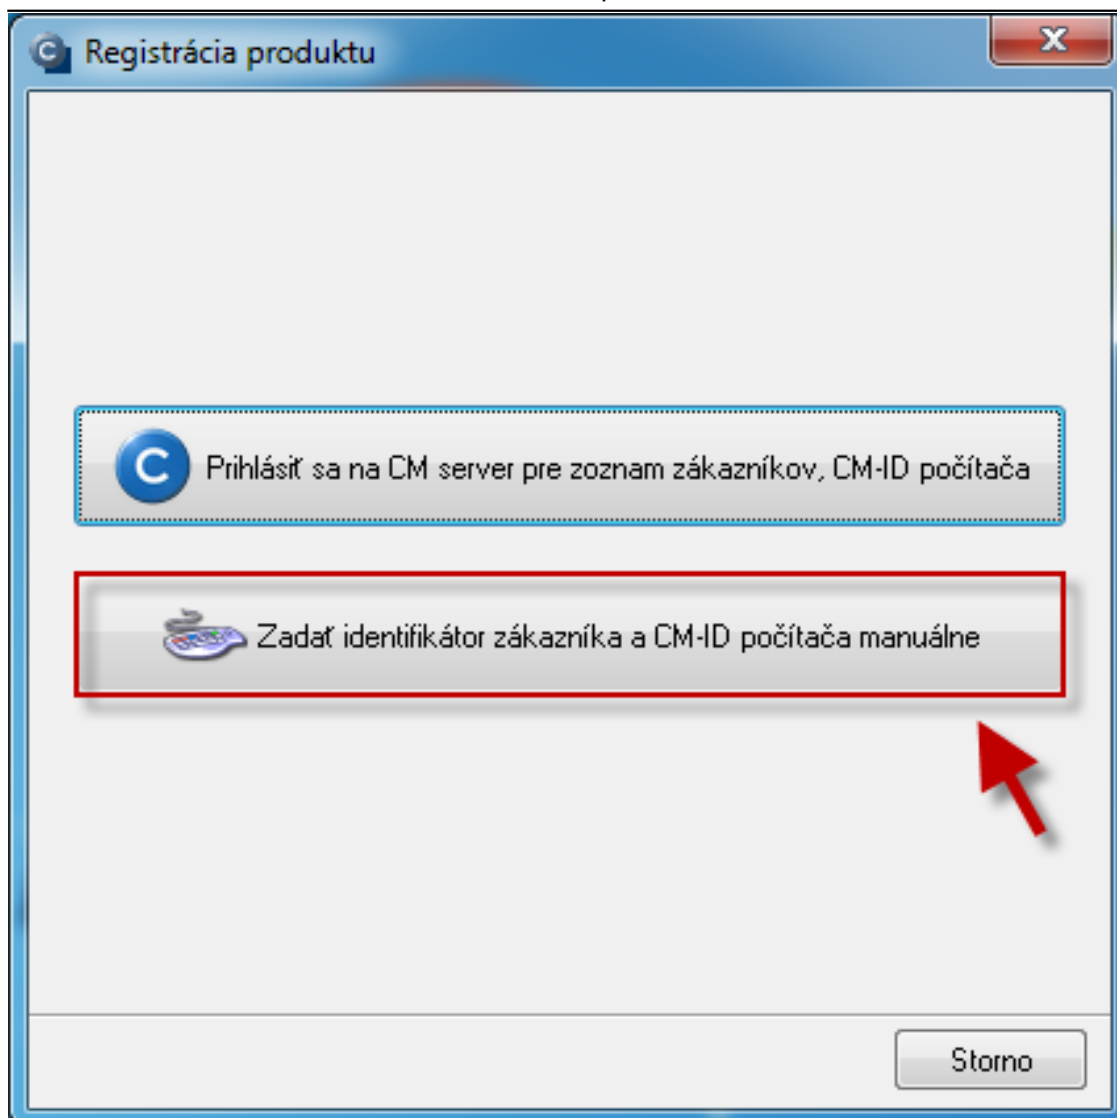 Registrácia produktu
Prihlásiť sa na CM server pre zoznam zákazníkov, CM-ID počítača
Zadať identifikátor zákazníka a CM-ID počítača manuálne
Storno